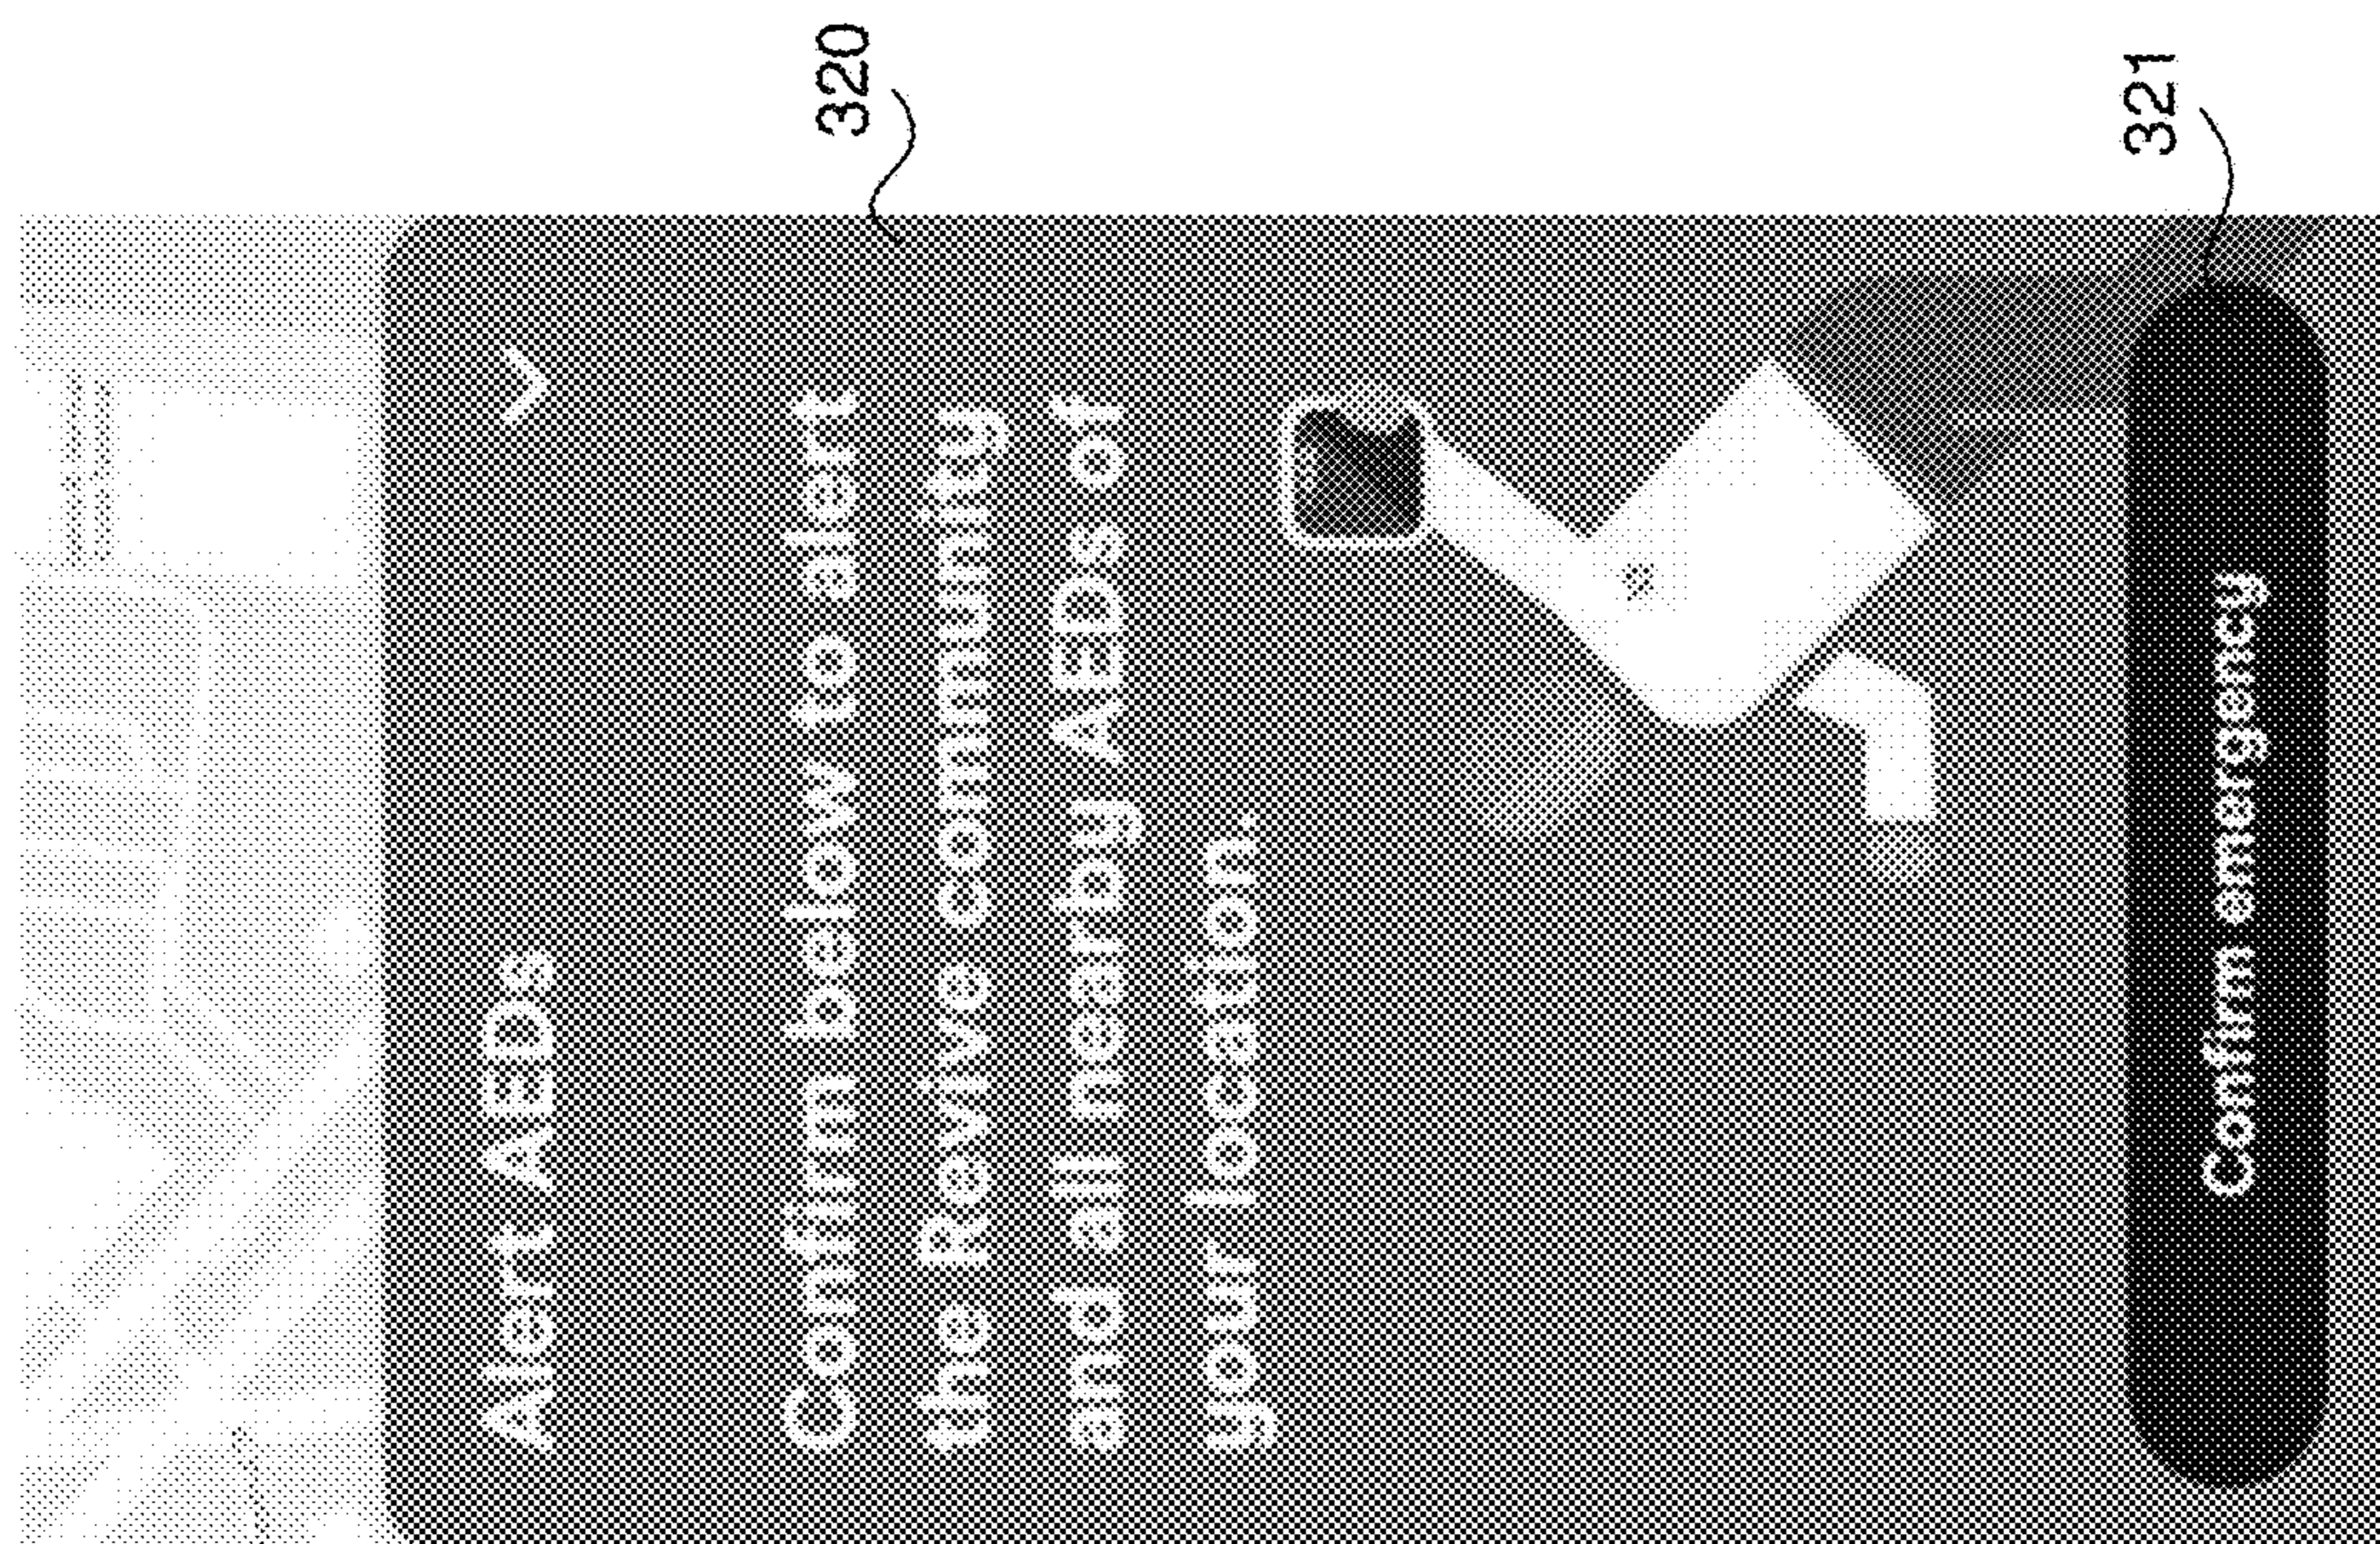 Alert AEDs
Confirm below to alert
the Revive community
and all nearby AEDs of
your location.
Confirm emergency
320
321